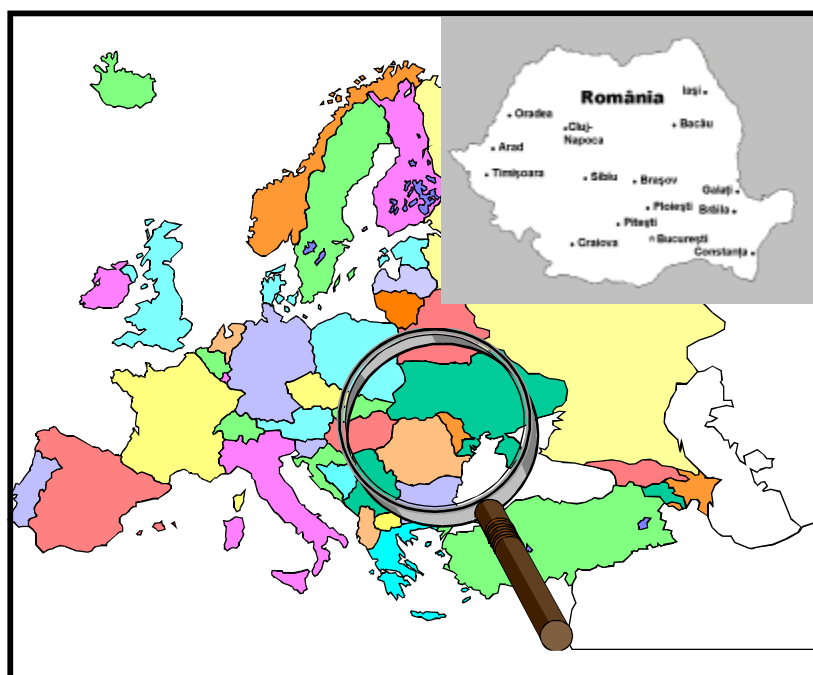 România
Iași
Oradea
Cluj-
Napoca
Bacău
Arad
Timișoara
Sibiu
Brașov
Galați
Ploiești
Brăila
Pitești
București
Craiova
Constanța